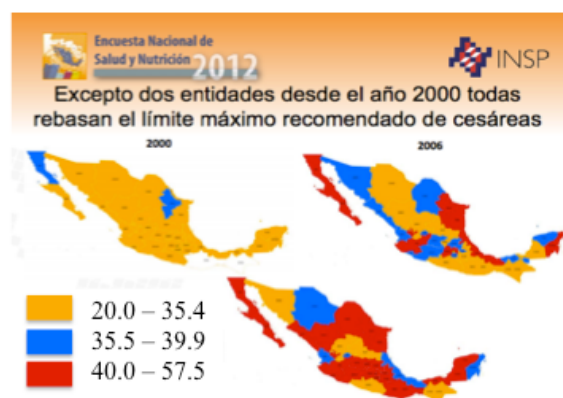 Encuesta Nacional de
Salud y Nutrición 2012
INSP
Excepto dos entidades desde el año 2000 todas
rebasan el límite máximo recomendado de cesáreas
2000
2006
20.0 – 35.4
35.5 – 39.9
40.0 – 57.5